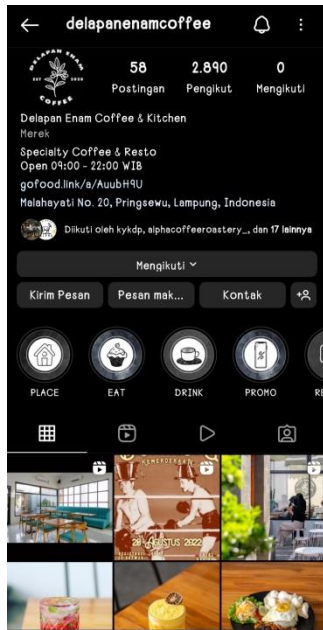 delapanenamcoffee
DELAPAN ENAM
COFFEE
58 2.890 0
Postingan Pengikut Mengikuti
Delapan Enam Coffee & Kitchen
Merek
Specialty Coffee & Resto
Open 09:00 - 22:00 WIB
gofood.link/a/AuubH9U
Malahayati No. 20, Pringsewu, Lampung, Indonesia
Diikuti oleh kykdp, alphacoffeeroastery_, dan 17 lainnya
Mengikuti
Kirim Pesan Pesan mak... Kontak
PLACE EAT DRINK PROMO RE
KEMERDEKAAN
28 AGUSTUS 2022